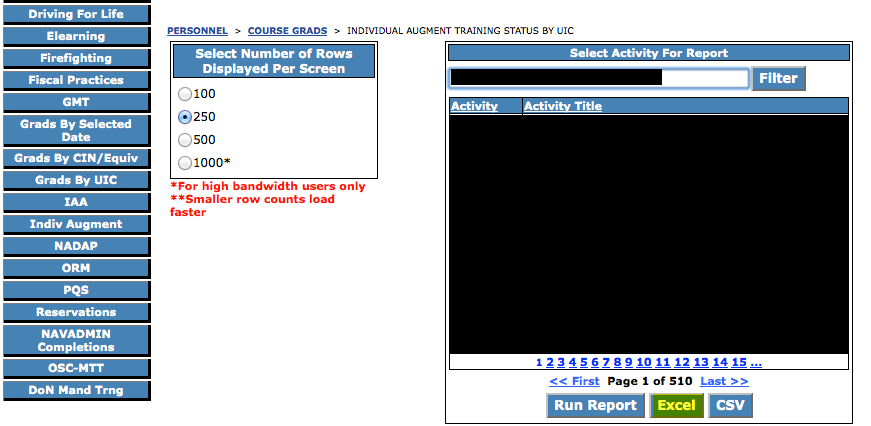 Driving For Life
Elearning
Firefighting
Fiscal Practices
GMT
Grads By Selected
Date
Grads By CIN/Equiv
Grads By UIC
IAA
Indiv Augment
NADAP
ORM
PQS
Reservations
NAVADMIN
Completions
OSC-MTT
DoN Mand Trng
PERSONNEL > COURSE GRADS > INDIVIDUAL AUGMENT TRAINING STATUS BY UIC
Select Number of Rows
Displayed Per Screen
100
250
500
1000*
*For high bandwidth users only
**Smaller row counts load
faster
Select Activity For Report
Filter
Activity Activity Title
1 2 3 4 5 6 7 8 9 10 11 12 13 14 15 ...
<< First Page 1 of 510 Last >>
Run Report Excel CSV